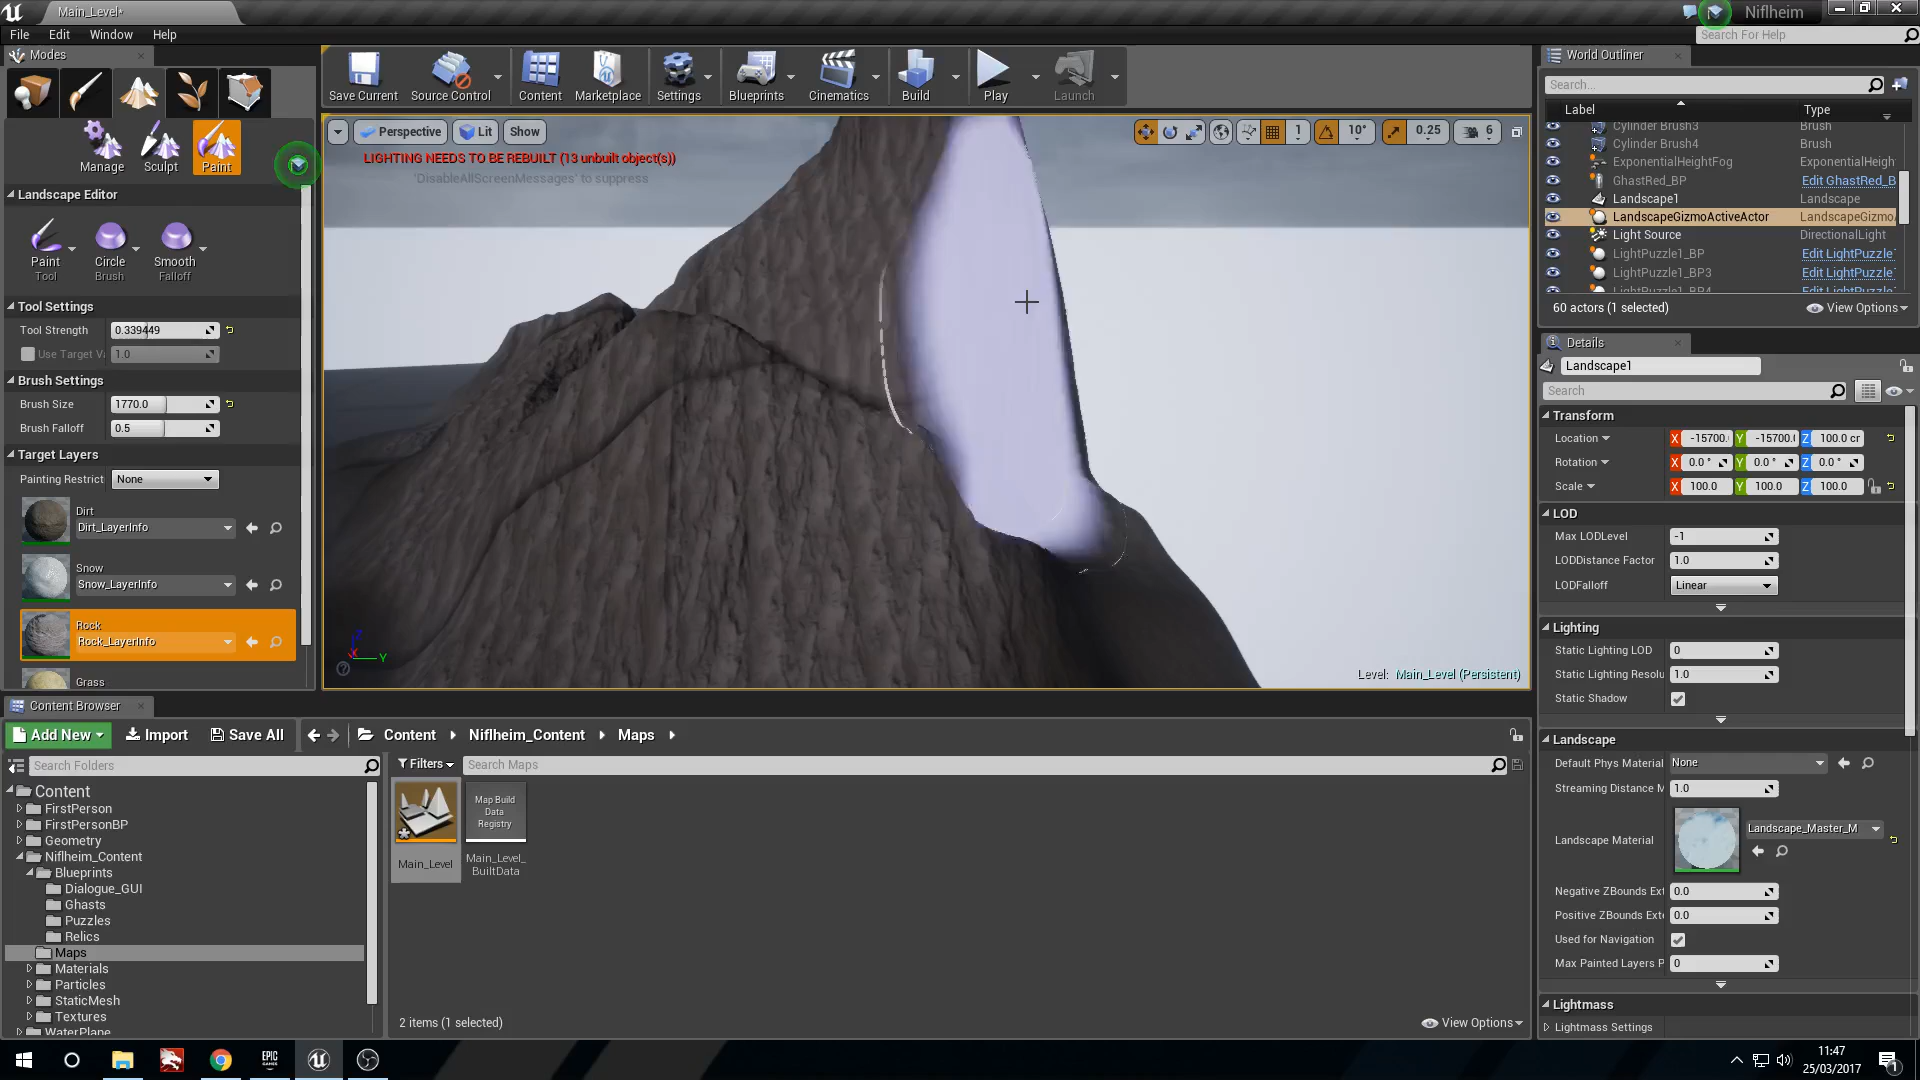 Main_Level*
Niflheim
File
Edit
Window
Help
Search For Help
Modes
Manage
Sculpt
Paint
Landscape Editor
Paint
Circle
Smooth
Tool
Brush
Falloff
Tool Settings
Tool Strength
0.339449
Use Target V
1.0
Brush Settings
Brush Size
1770.0
Brush Falloff
0.5
Target Layers
Painting Restrict
None
Dirt
Dirt_LayerInfo
Snow
Snow_LayerInfo
Rock
Rock_LayerInfo
Grass
Save Current
Source Control
Content
Marketplace
Settings
Blueprints
Cinematics
Build
Play
Launch
Perspective
Lit
Show
1
10°
0.25
6
LIGHTING NEEDS TO BE REBUILT (13 unbuilt object(s))
'DisableAllScreenMessages' to suppress
Z
X
Y
Level: Main_Level (Persistent)
World Outliner
Search...
Label
Type
Cylinder Brush3
Brush
Cylinder Brush4
Brush
ExponentialHeightFog
ExponentialHeigh
GhastRed_BP
Edit GhastRed_B
Landscape1
Landscape
LandscapeGizmoActiveActor
LandscapeGizmo
Light Source
DirectionalLight
LightPuzzle1_BP
Edit LightPuzzle
LightPuzzle1_BP3
Edit LightPuzzle
LightPuzzle1_BP4
Edit LightPuzzle
60 actors (1 selected)
View Options
Details
Landscape1
Search
Transform
Location
X
-15700.
Y
-15700.
Z
100.0 cr
Rotation
X
0.0 °
Y
0.0 °
Z
0.0 °
Scale
X
100.0
Y
100.0
Z
100.0
LOD
Max LODLevel
-1
LODDistance Factor
1.0
LODFalloff
Linear
Lighting
Static Lighting LOD
0
Static Lighting Resolu
1.0
Static Shadow
Landscape
Default Phys Material
None
Streaming Distance M
1.0
Landscape Material
Landscape_Master_M
Negative ZBounds Ext
0.0
Positive ZBounds Exte
0.0
Used for Navigation
Max Painted Layers P
0
Lightmass
Lightmass Settings
Content Browser
Add New
Import
Save All
Content
Niflheim_Content
Maps
Search Folders
Filters
Search Maps
Content
FirstPerson
FirstPersonBP
Geometry
Niflheim_Content
Blueprints
Dialogue_GUI
Ghasts
Puzzles
Relics
Maps
Materials
Particles
StaticMesh
Textures
WaterPlane
Map Build
Data
Registry
Main_Level
Main_Level_
BuiltData
2 items (1 selected)
View Options
EPIC
GAMES
11:47
25/03/2017
1